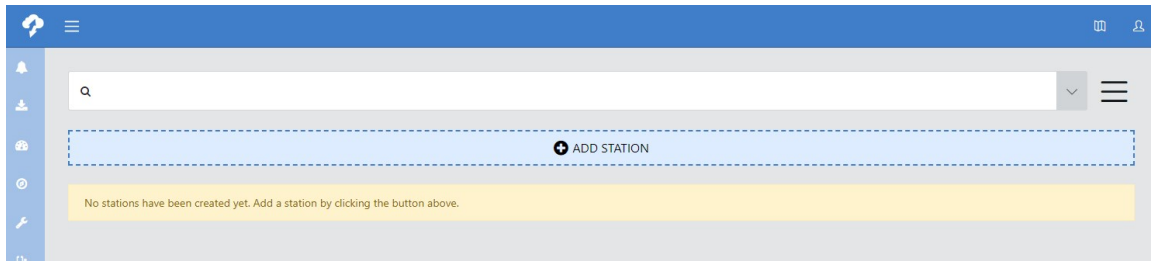 ADD STATION
No stations have been created yet. Add a station by clicking the button above.